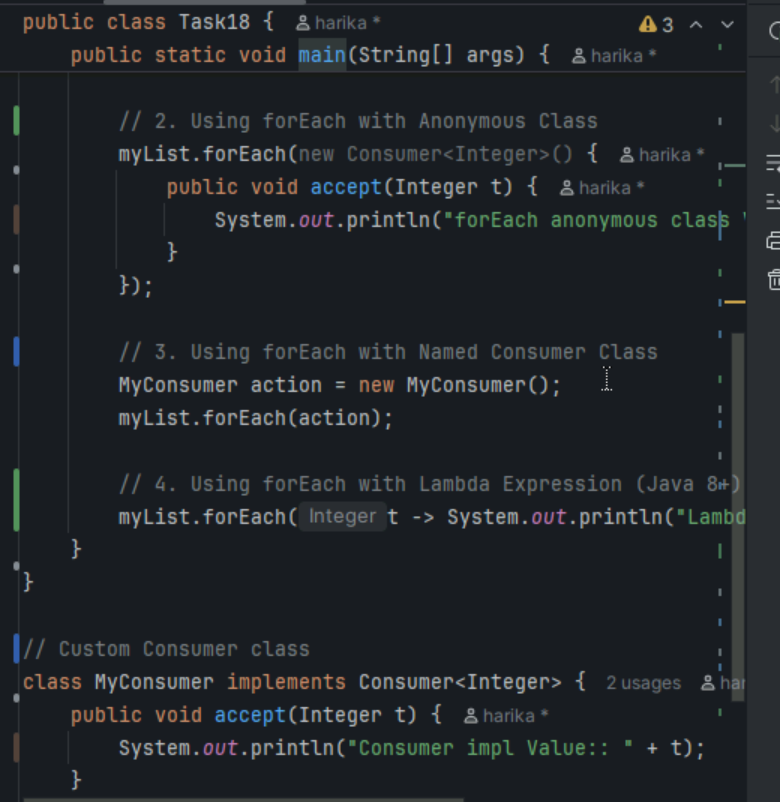 public class Task18 { harika *
3
public static void main(String[] args) { harika *
// 2. Using forEach with Anonymous Class
myList.forEach(new Consumer<Integer>() { harika *
public void accept(Integer t) { harika *
System.out.println("forEach anonymous class
}
});
// 3. Using forEach with Named Consumer Class
MyConsumer action = new MyConsumer();
myList.forEach(action);
// 4. Using forEach with Lambda Expression (Java 8+)
myList.forEach( Integer t -> System.out.println("Lambd
}
}
// Custom Consumer class
class MyConsumer implements Consumer<Integer> { 2 usages har
public void accept(Integer t) { harika *
System.out.println("Consumer impl Value:: " + t);
}